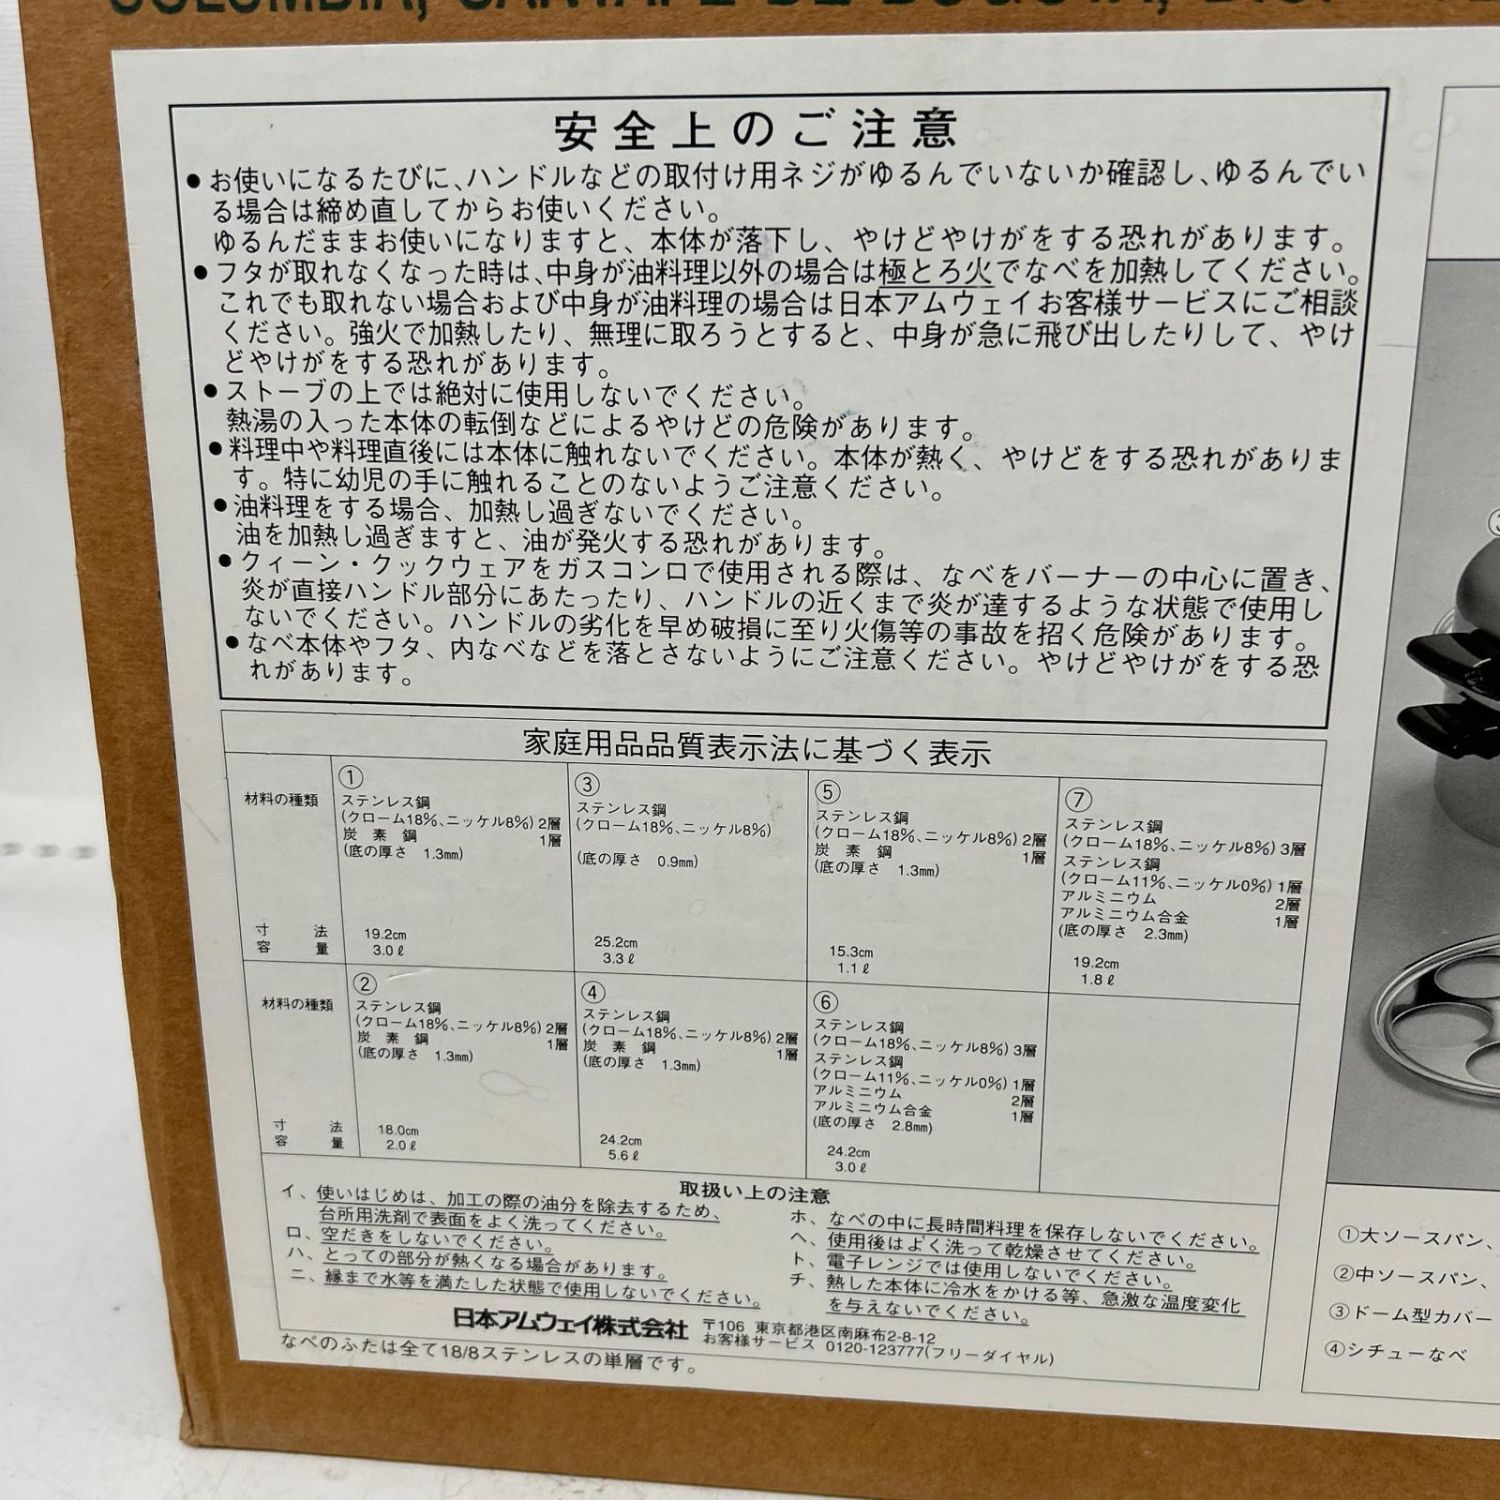 安全上のご注意
●お使いになるたびに、ハンドルなどの取付け用ネジがゆるんでいないか確認し、ゆるんでい
る場合は締め直してからお使いください。
ゆるんだままお使いになりますと、本体が落下し、やけどやけがをする恐れがあります。
●フタが取れなくなった時は、中身が油料理以外の場合は極とろ火でなべを加熱してください。
これでも取れない場合および中身が油料理の場合は日本アムウェイお客様サービスにご相談
ください。強火で加熱したり、無理に取ろうとすると、中身が急に飛び出したりして、やけ
どやけがをする恐れがあります。
●ストーブの上では絶対に使用しないでください。
熱湯の入った本体の転倒などによるやけどの危険があります。
●料理中や料理直後には本体に触れないでください。本体が熱く、やけどをする恐れがありま
す。特に幼児の手に触れることのないようご注意ください。
●油料理をする場合、加熱し過ぎないでください。
油を加熱し過ぎますと、油が発火する恐れがあります。
●クィーン・クックウェアをガスコンロで使用される際は、なべをバーナーの中心に置き、
炎が直接ハンドル部分にあたったり、ハンドルの近くまで炎が達するような状態で使用し
ないでください。ハンドルの劣化を早め破損に至り火傷等の事故を招く危険があります。
●なべ本体やフタ、内なべなどを落とさないようにご注意ください。やけどやけがをする恐
れがあります。
家庭用品品質表示法に基づく表示
材料の種類
①
ステンレス鋼
(クローム18%、ニッケル8%) 2層
炭素鋼 1層
(底の厚さ 1.3mm)
寸法 19.2cm
容量 3.0ℓ
③
ステンレス鋼
(クローム18%、ニッケル8%)
(底の厚さ 0.9mm)
25.2cm
3.3ℓ
⑤
ステンレス鋼
(クローム18%、ニッケル8%) 2層
炭素鋼 1層
(底の厚さ 1.3mm)
15.3cm
1.1ℓ
⑦
ステンレス鋼
(クローム18%、ニッケル8%) 3層
ステンレス鋼
(クローム11%、ニッケル0%) 1層
アルミニウム 2層
アルミニウム合金 1層
(底の厚さ 2.3mm)
19.2cm
1.8ℓ
材料の種類
②
ステンレス鋼
(クローム18%、ニッケル8%) 2層
炭素鋼 1層
(底の厚さ 1.3mm)
寸法 18.0cm
容量 2.0ℓ
④
ステンレス鋼
(クローム18%、ニッケル8%) 2層
炭素鋼 1層
(底の厚さ 1.3mm)
24.2cm
5.6ℓ
⑥
ステンレス鋼
(クローム18%、ニッケル8%) 3層
ステンレス鋼
(クローム11%、ニッケル0%) 1層
アルミニウム 2層
アルミニウム合金 1層
(底の厚さ 2.8mm)
24.2cm
3.0ℓ
取扱い上の注意
イ、使いはじめは、加工の際の油分を除去するため、
台所用洗剤で表面をよく洗ってください。
ロ、空だきをしないでください。
ハ、とっての部分が熱くなる場合があります。
ニ、縁まで水等を満たした状態で使用しないでください。
ホ、なべの中に長時間料理を保存しないでください。
ヘ、使用後はよく洗って乾燥させてください。
ト、電子レンジでは使用しないでください。
チ、熱した本体に冷水をかける等、急激な温度変化
を与えないでください。
日本アムウェイ株式会社 〒106 東京都港区南麻布2-8-12
お客様サービス 0120-123777(フリーダイヤル)
なべのふたは全て18/8ステンレスの単層です。
①大ソースパン、
②中ソースパン、
③ドーム型カバー
④シチューなべ